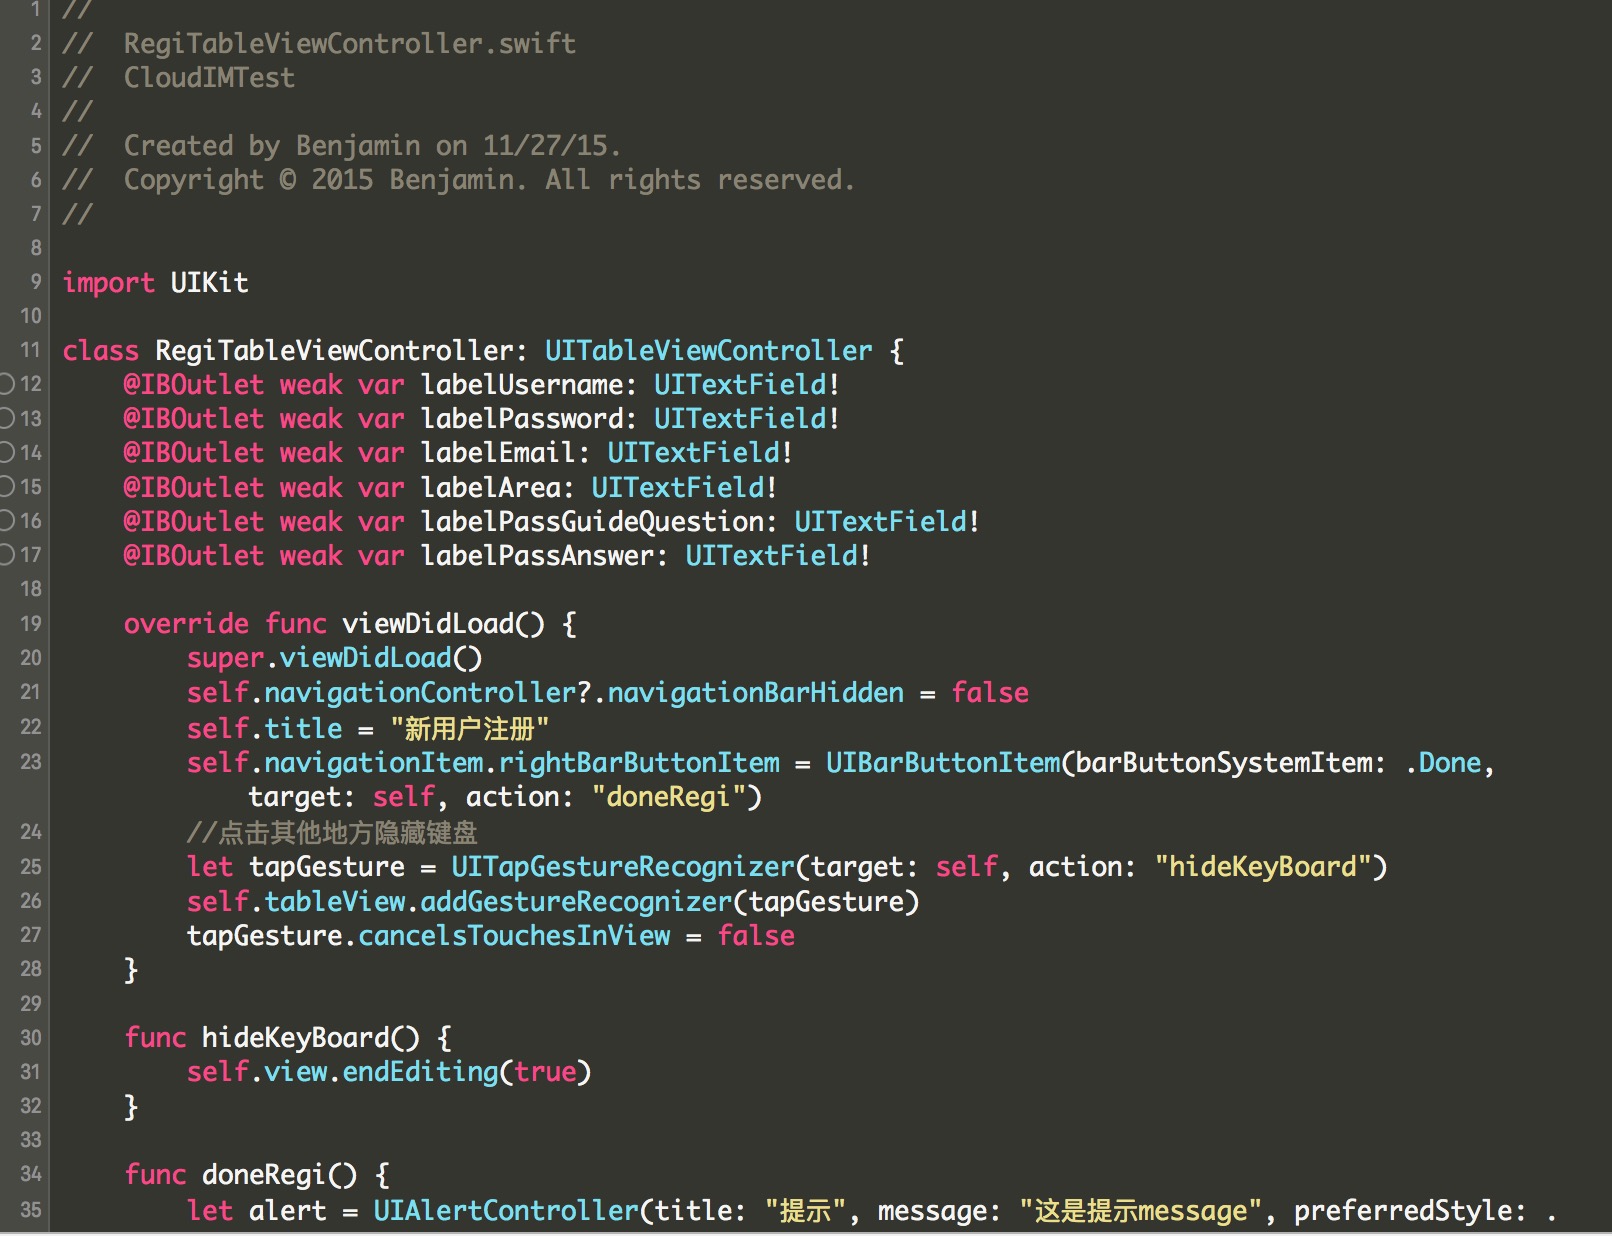 1 //
2 //  RegiTableViewController.swift
3 //  CloudIMTest
4 //
5 //  Created by Benjamin on 11/27/15.
6 //  Copyright © 2015 Benjamin. All rights reserved.
7 //
8
9 import UIKit
10
11 class RegiTableViewController: UITableViewController {
12     @IBOutlet weak var labelUsername: UITextField!
13     @IBOutlet weak var labelPassword: UITextField!
14     @IBOutlet weak var labelEmail: UITextField!
15     @IBOutlet weak var labelArea: UITextField!
16     @IBOutlet weak var labelPassGuideQuestion: UITextField!
17     @IBOutlet weak var labelPassAnswer: UITextField!
18
19     override func viewDidLoad() {
20         super.viewDidLoad()
21         self.navigationController?.navigationBarHidden = false
22         self.title = "新用户注册"
23         self.navigationItem.rightBarButtonItem = UIBarButtonItem(barButtonSystemItem: .Done,
            target: self, action: "doneRegi")
24         //点击其他地方隐藏键盘
25         let tapGesture = UITapGestureRecognizer(target: self, action: "hideKeyBoard")
26         self.tableView.addGestureRecognizer(tapGesture)
27         tapGesture.cancelsTouchesInView = false
28     }
29
30     func hideKeyBoard() {
31         self.view.endEditing(true)
32     }
33
34     func doneRegi() {
35         let alert = UIAlertController(title: "提示", message: "这是提示message", preferredStyle: .